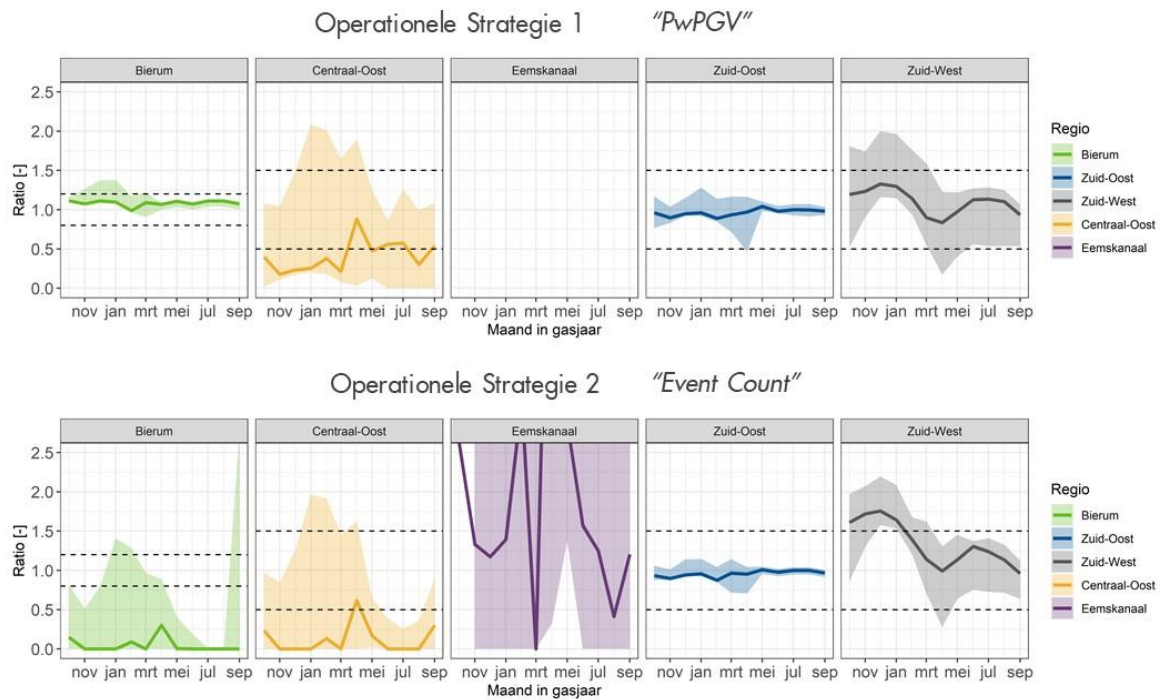 Operationele Strategie 1 "PwPGV"
Bierum Centraal-Oost Eemskanaal Zuid-Oost Zuid-West
2.5
2.0
1.5
1.0
0.5
0.0
Ratio [-]
nov jan mrt mei jul sep nov jan mrt mei jul sep nov jan mrt mei jul sep nov jan mrt mei jul sep nov jan mrt mei jul sep
Maand in gasjaar
Regio
Bierum
Zuid-Oost
Zuid-West
Centraal-Oost
Eemskanaal
Operationele Strategie 2 "Event Count"
Bierum Centraal-Oost Eemskanaal Zuid-Oost Zuid-West
2.5
2.0
1.5
1.0
0.5
0.0
Ratio [-]
nov jan mrt mei jul sep nov jan mrt mei jul sep nov jan mrt mei jul sep nov jan mrt mei jul sep nov jan mrt mei jul sep
Maand in gasjaar
Regio
Bierum
Zuid-Oost
Zuid-West
Centraal-Oost
Eemskanaal